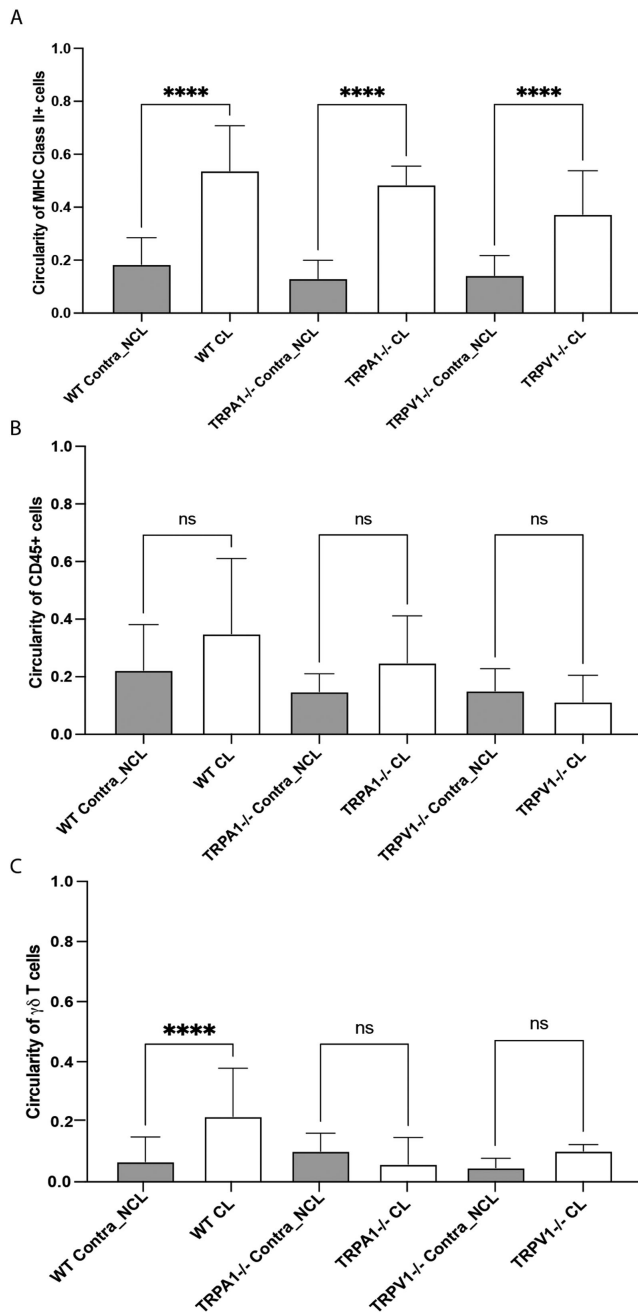 A
Circularity of MHC Class II+ cells
1.0
0.8
0.6
0.4
0.2
0.0
****
****
****
WT Contra_NCL
WT CL
TRPA1-/- Contra_NCL
TRPA1-/- CL
TRPV1-/- Contra_NCL
TRPV1-/- CL
B
Circularity of CD45+ cells
1.0
0.8
0.6
0.4
0.2
0.0
ns
ns
ns
WT Contra_NCL
WT CL
TRPA1-/- Contra_NCL
TRPA1-/- CL
TRPV1-/- Contra_NCL
TRPV1-/- CL
C
Circularity of γδ T cells
1.0
0.8
0.6
0.4
0.2
0.0
****
ns
ns
WT Contra_NCL
WT CL
TRPA1-/- Contra_NCL
TRPA1-/- CL
TRPV1-/- Contra_NCL
TRPV1-/- CL